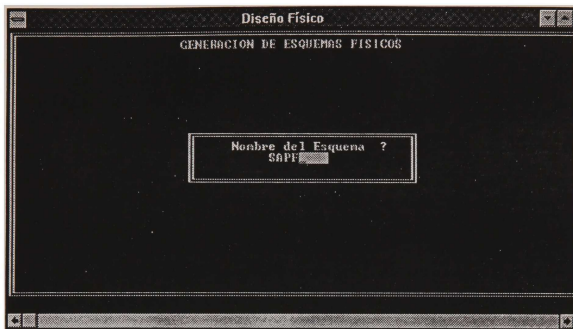 Diseño Físico
GENERACION DE ESQUEMAS FISICOS
Nombre del Esquema ?
SAPF